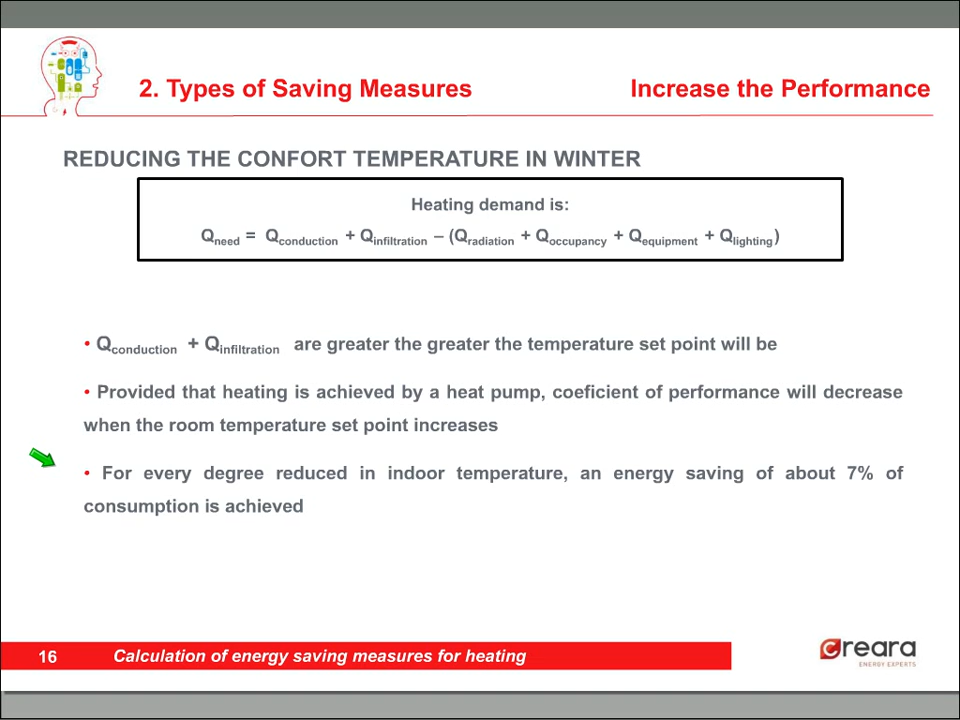 2. Types of Saving Measures
Increase the Performance
REDUCING THE CONFORT TEMPERATURE IN WINTER
Heating demand is:
Qneed = Qconduction + Qinfiltration – (Qradiation + Qoccupancy + Qequipment + Qlighting)
• Qconduction + Qinfiltration are greater the greater the temperature set point will be
• Provided that heating is achieved by a heat pump, coeficient of performance will decrease
when the room temperature set point increases
• For every degree reduced in indoor temperature, an energy saving of about 7% of
consumption is achieved
16
Calculation of energy saving measures for heating
creara
ENERGY EXPERTS